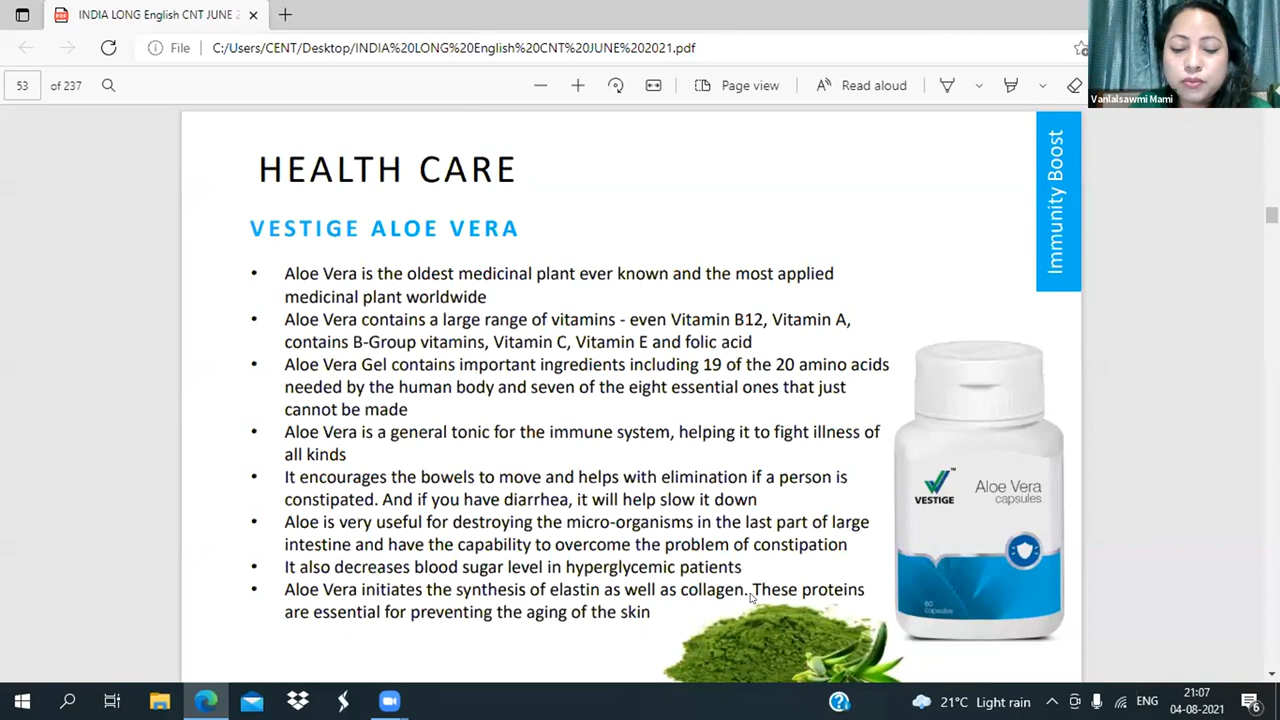 INDIA LONG English CNT JUNE 2
File
C:/Users/CENT/Desktop/INDIA%20LONG%20English%20CNT%20JUNE%202021.pdf
53 of 237
Page view
Read aloud
Vanlalsawmi Mami
HEALTH CARE
Immunity Boost
VESTIGE ALOE VERA
• Aloe Vera is the oldest medicinal plant ever known and the most applied
medicinal plant worldwide
• Aloe Vera contains a large range of vitamins - even Vitamin B12, Vitamin A,
contains B-Group vitamins, Vitamin C, Vitamin E and folic acid
• Aloe Vera Gel contains important ingredients including 19 of the 20 amino acids
needed by the human body and seven of the eight essential ones that just
cannot be made
• Aloe Vera is a general tonic for the immune system, helping it to fight illness of
all kinds
• It encourages the bowels to move and helps with elimination if a person is
constipated. And if you have diarrhea, it will help slow it down
• Aloe is very useful for destroying the micro-organisms in the last part of large
intestine and have the capability to overcome the problem of constipation
• It also decreases blood sugar level in hyperglycemic patients
• Aloe Vera initiates the synthesis of elastin as well as collagen. These proteins
are essential for preventing the aging of the skin
VESTIGE
Aloe Vera
capsules
60
capsules
21°C Light rain
ENG
21:07
04-08-2021
6